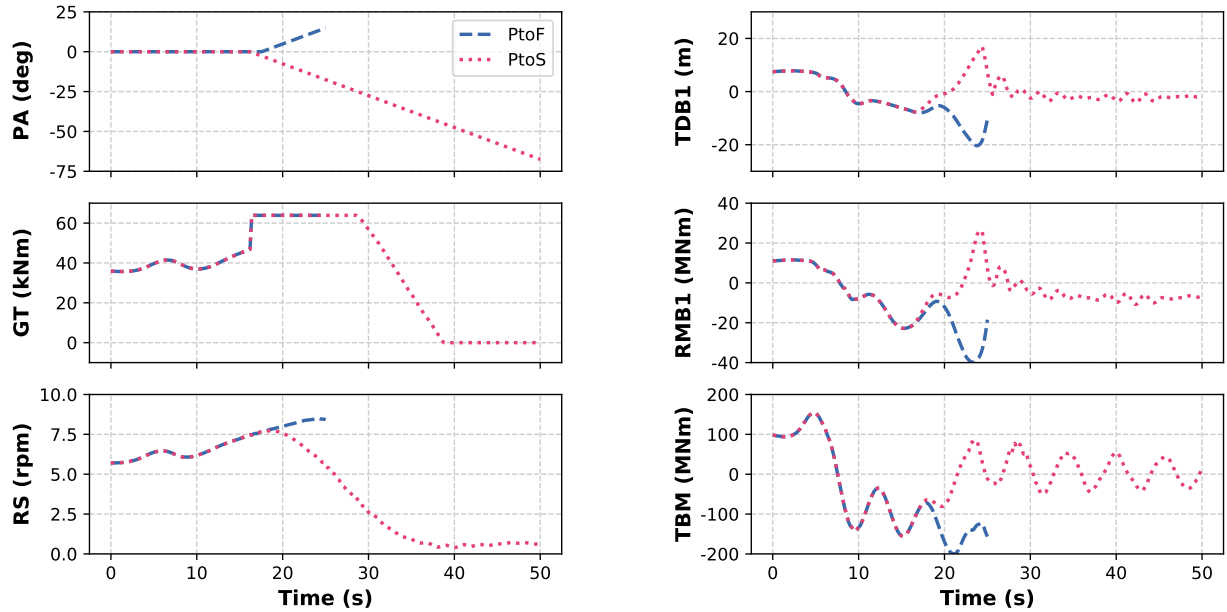 25
0
-25
-50
-75
PA (deg)
PtoF
PtoS
20
0
-20
TDB1 (m)
60
40
20
0
GT (kNm)
40
20
0
-20
-40
RMB1 (MNm)
10.0
7.5
5.0
2.5
0.0
RS (rpm)
0 10 20 30 40 50
Time (s)
200
100
0
-100
-200
TBM (MNm)
0 10 20 30 40 50
Time (s)